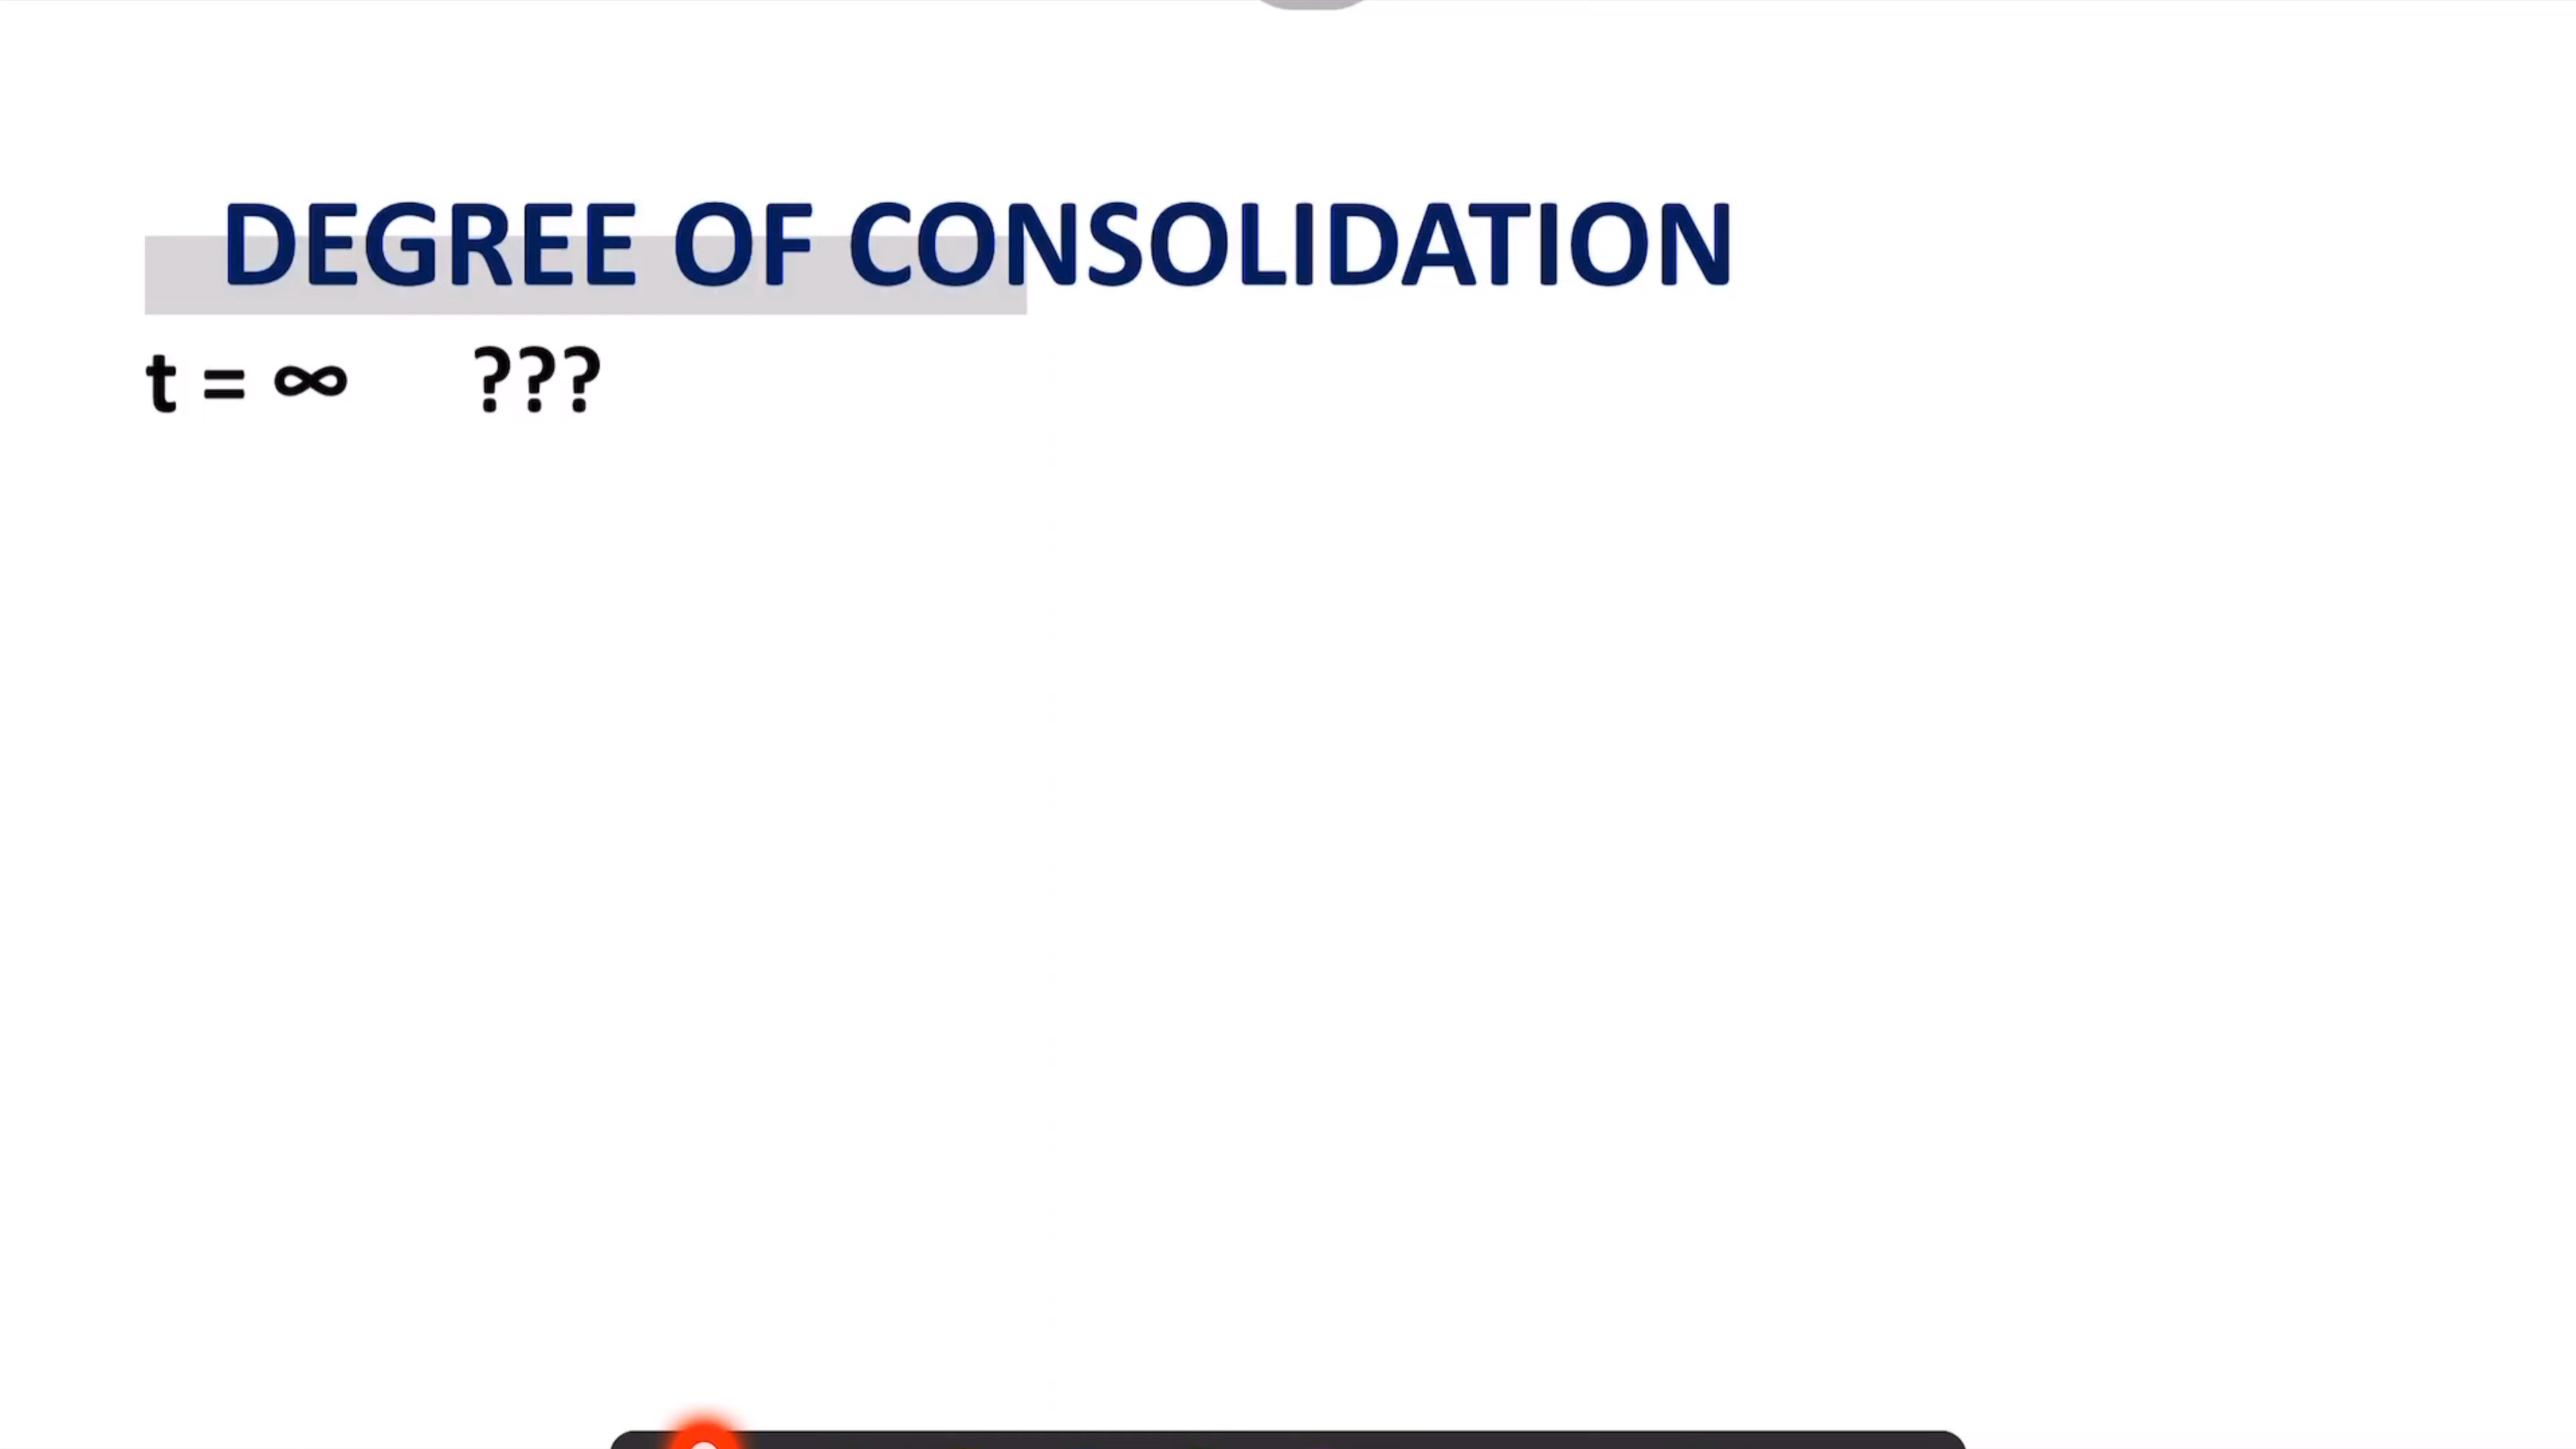 DEGREE OF CONSOLIDATION
t = ∞ ???